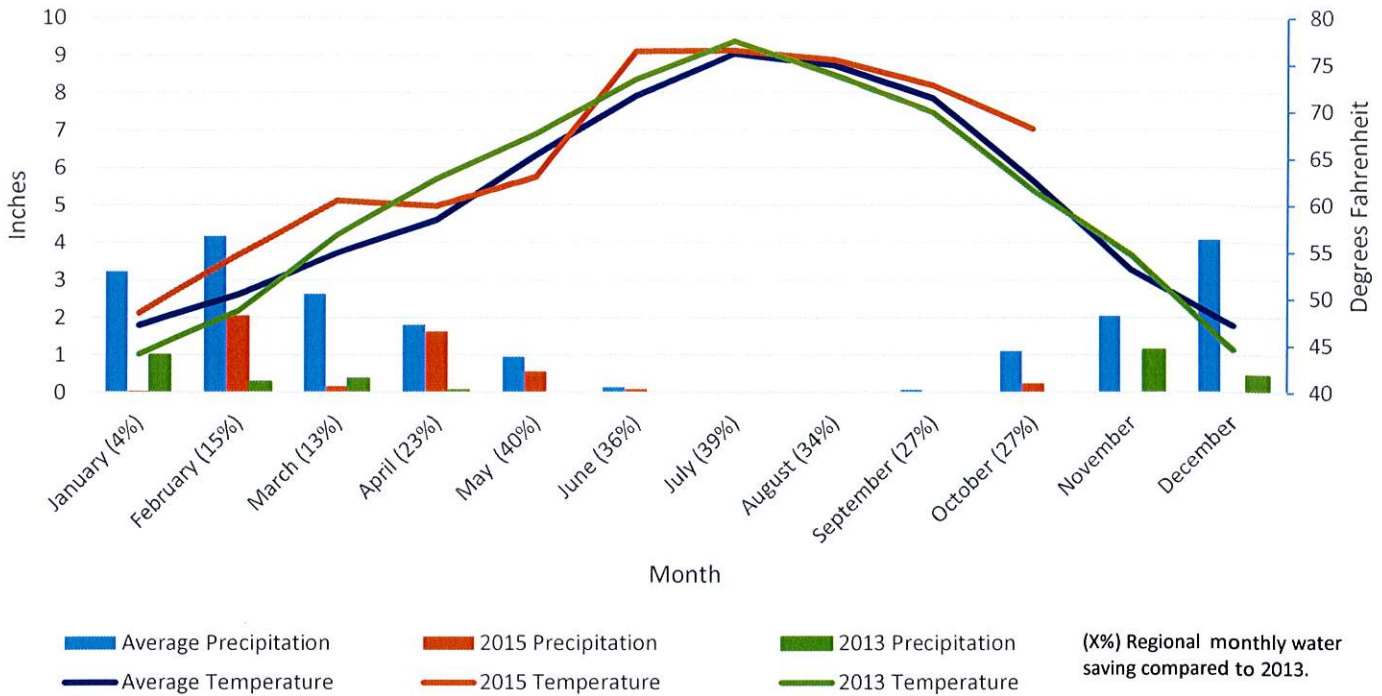 10
9
8
7
6
5
4
3
2
1
0
Inches
80
75
70
65
60
55
50
45
40
Degrees Fahrenheit
January (4%)
February (15%)
March (13%)
April (23%)
May (40%)
June (36%)
July (39%)
August (34%)
September (27%)
October (27%)
November
December
Month
Average Precipitation
2015 Precipitation
2013 Precipitation
Average Temperature
2015 Temperature
2013 Temperature
(X%) Regional monthly water
saving compared to 2013.